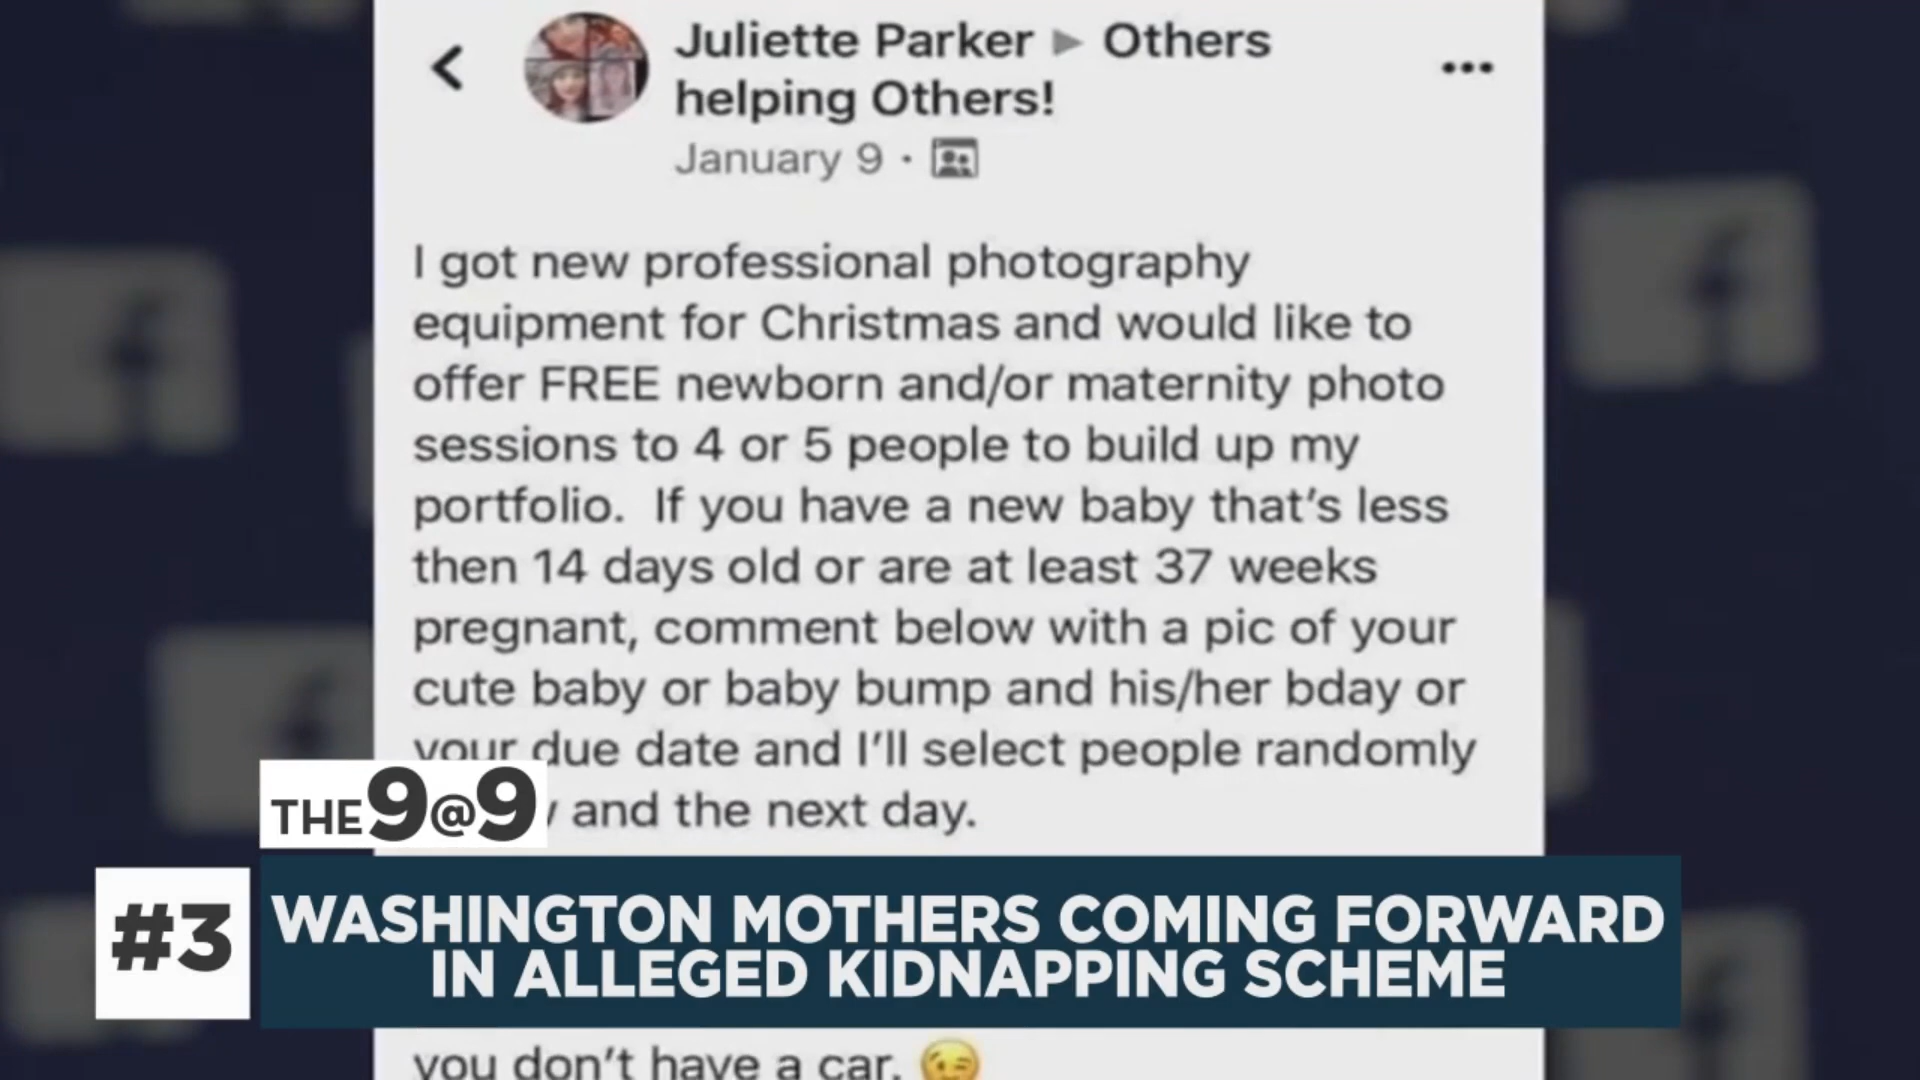 Juliette Parker ▶ Others
helping Others!
January 9 ·
I got new professional photography
equipment for Christmas and would like to
offer FREE newborn and/or maternity photo
sessions to 4 or 5 people to build up my
portfolio. If you have a new baby that's less
then 14 days old or are at least 37 weeks
pregnant, comment below with a pic of your
cute baby or baby bump and his/her bday or
your due date and I'll select people randomly
and the next day.
THE 9@9
#3
WASHINGTON MOTHERS COMING FORWARD
IN ALLEGED KIDNAPPING SCHEME
you don't have a car. 😉